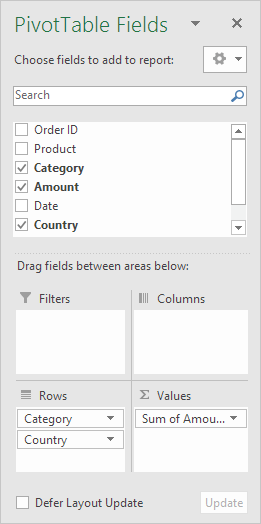 PivotTable Fields
Choose fields to add to report:
Search
Order ID
Product
Category
Amount
Date
Country
Drag fields between areas below:
Filters
Columns
Rows
Σ Values
Category
Sum of Amou...
Country
Defer Layout Update
Update